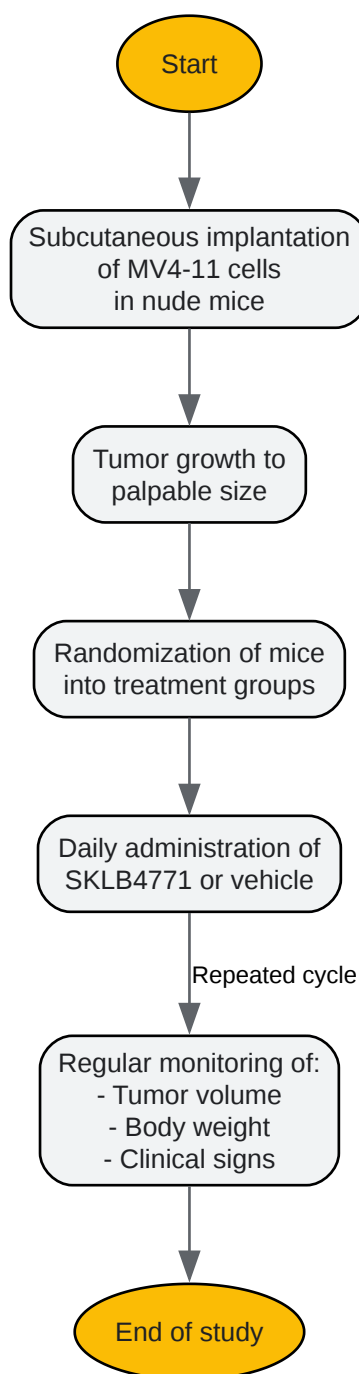 Start
Subcutaneous implantation
of MV4-11 cells
in nude mice
Tumor growth to
palpable size
Randomization of mice
into treatment groups
Daily administration of
SKLB4771 or vehicle
Repeated cycle
Regular monitoring of:
- Tumor volume
- Body weight
- Clinical signs
End of study